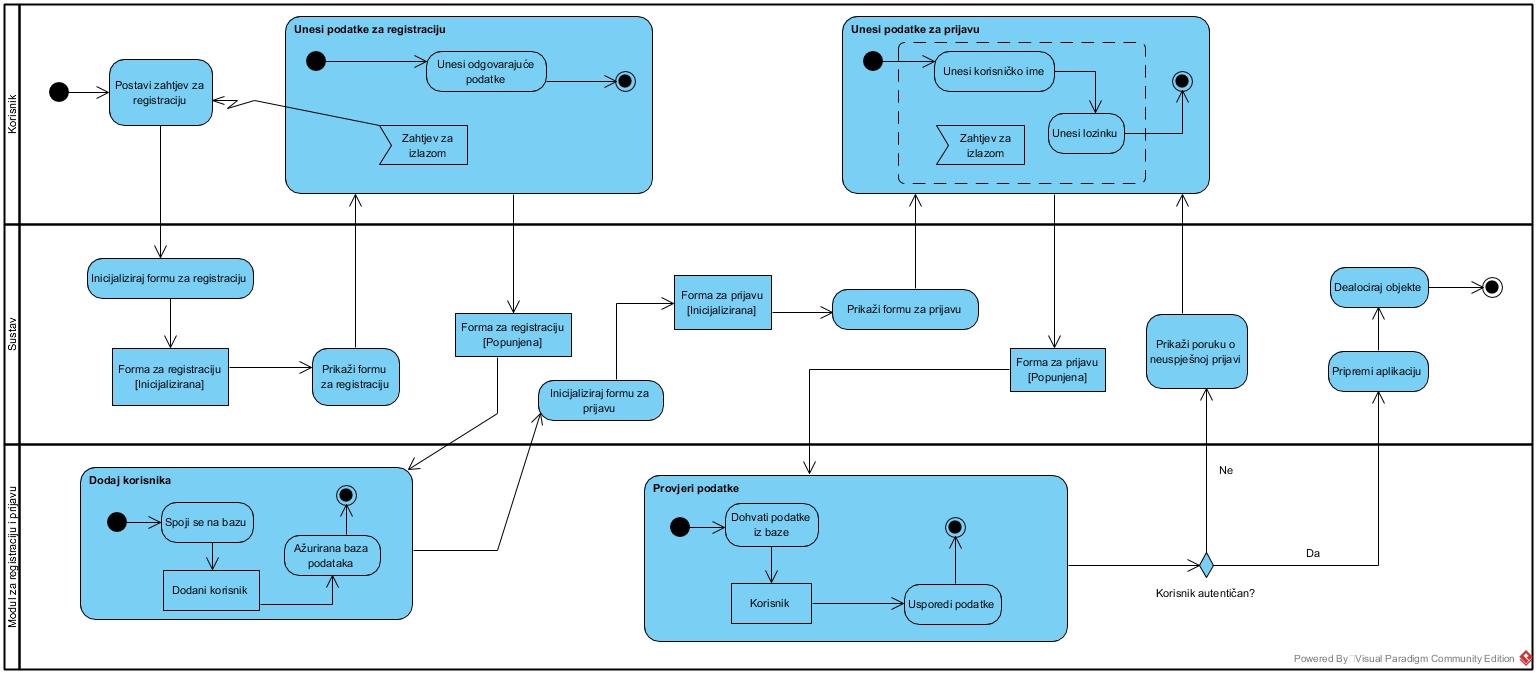 Korisnik
Postavi zahtjev za
registraciju
Unesi podatke za registraciju
Unesi odgovarajuće
podatke
Zahtjev za
izlazom
Unesi podatke za prijavu
Unesi korisničko ime
Unesi lozinku
Zahtjev za
izlazom
Sustav
Inicijaliziraj formu za registraciju
Forma za registraciju
[Inicijalizirana]
Prikaži formu
za registraciju
Forma za registraciju
[Popunjena]
Inicijaliziraj formu za
prijavu
Forma za prijavu
[Inicijalizirana]
Prikaži formu za prijavu
Forma za prijavu
[Popunjena]
Prikaži poruku o
neuspješnoj prijavi
Dealociraj objekte
Pripremi aplikaciju
Modul za registraciju i prijavu
Dodaj korisnika
Spoji se na bazu
Dodani korisnik
Ažurirana baza
podataka
Provjeri podatke
Dohvati podatke
iz baze
Korisnik
Usporedi podatke
Ne
Da
Korisnik autentičan?
Powered By Visual Paradigm Community Edition